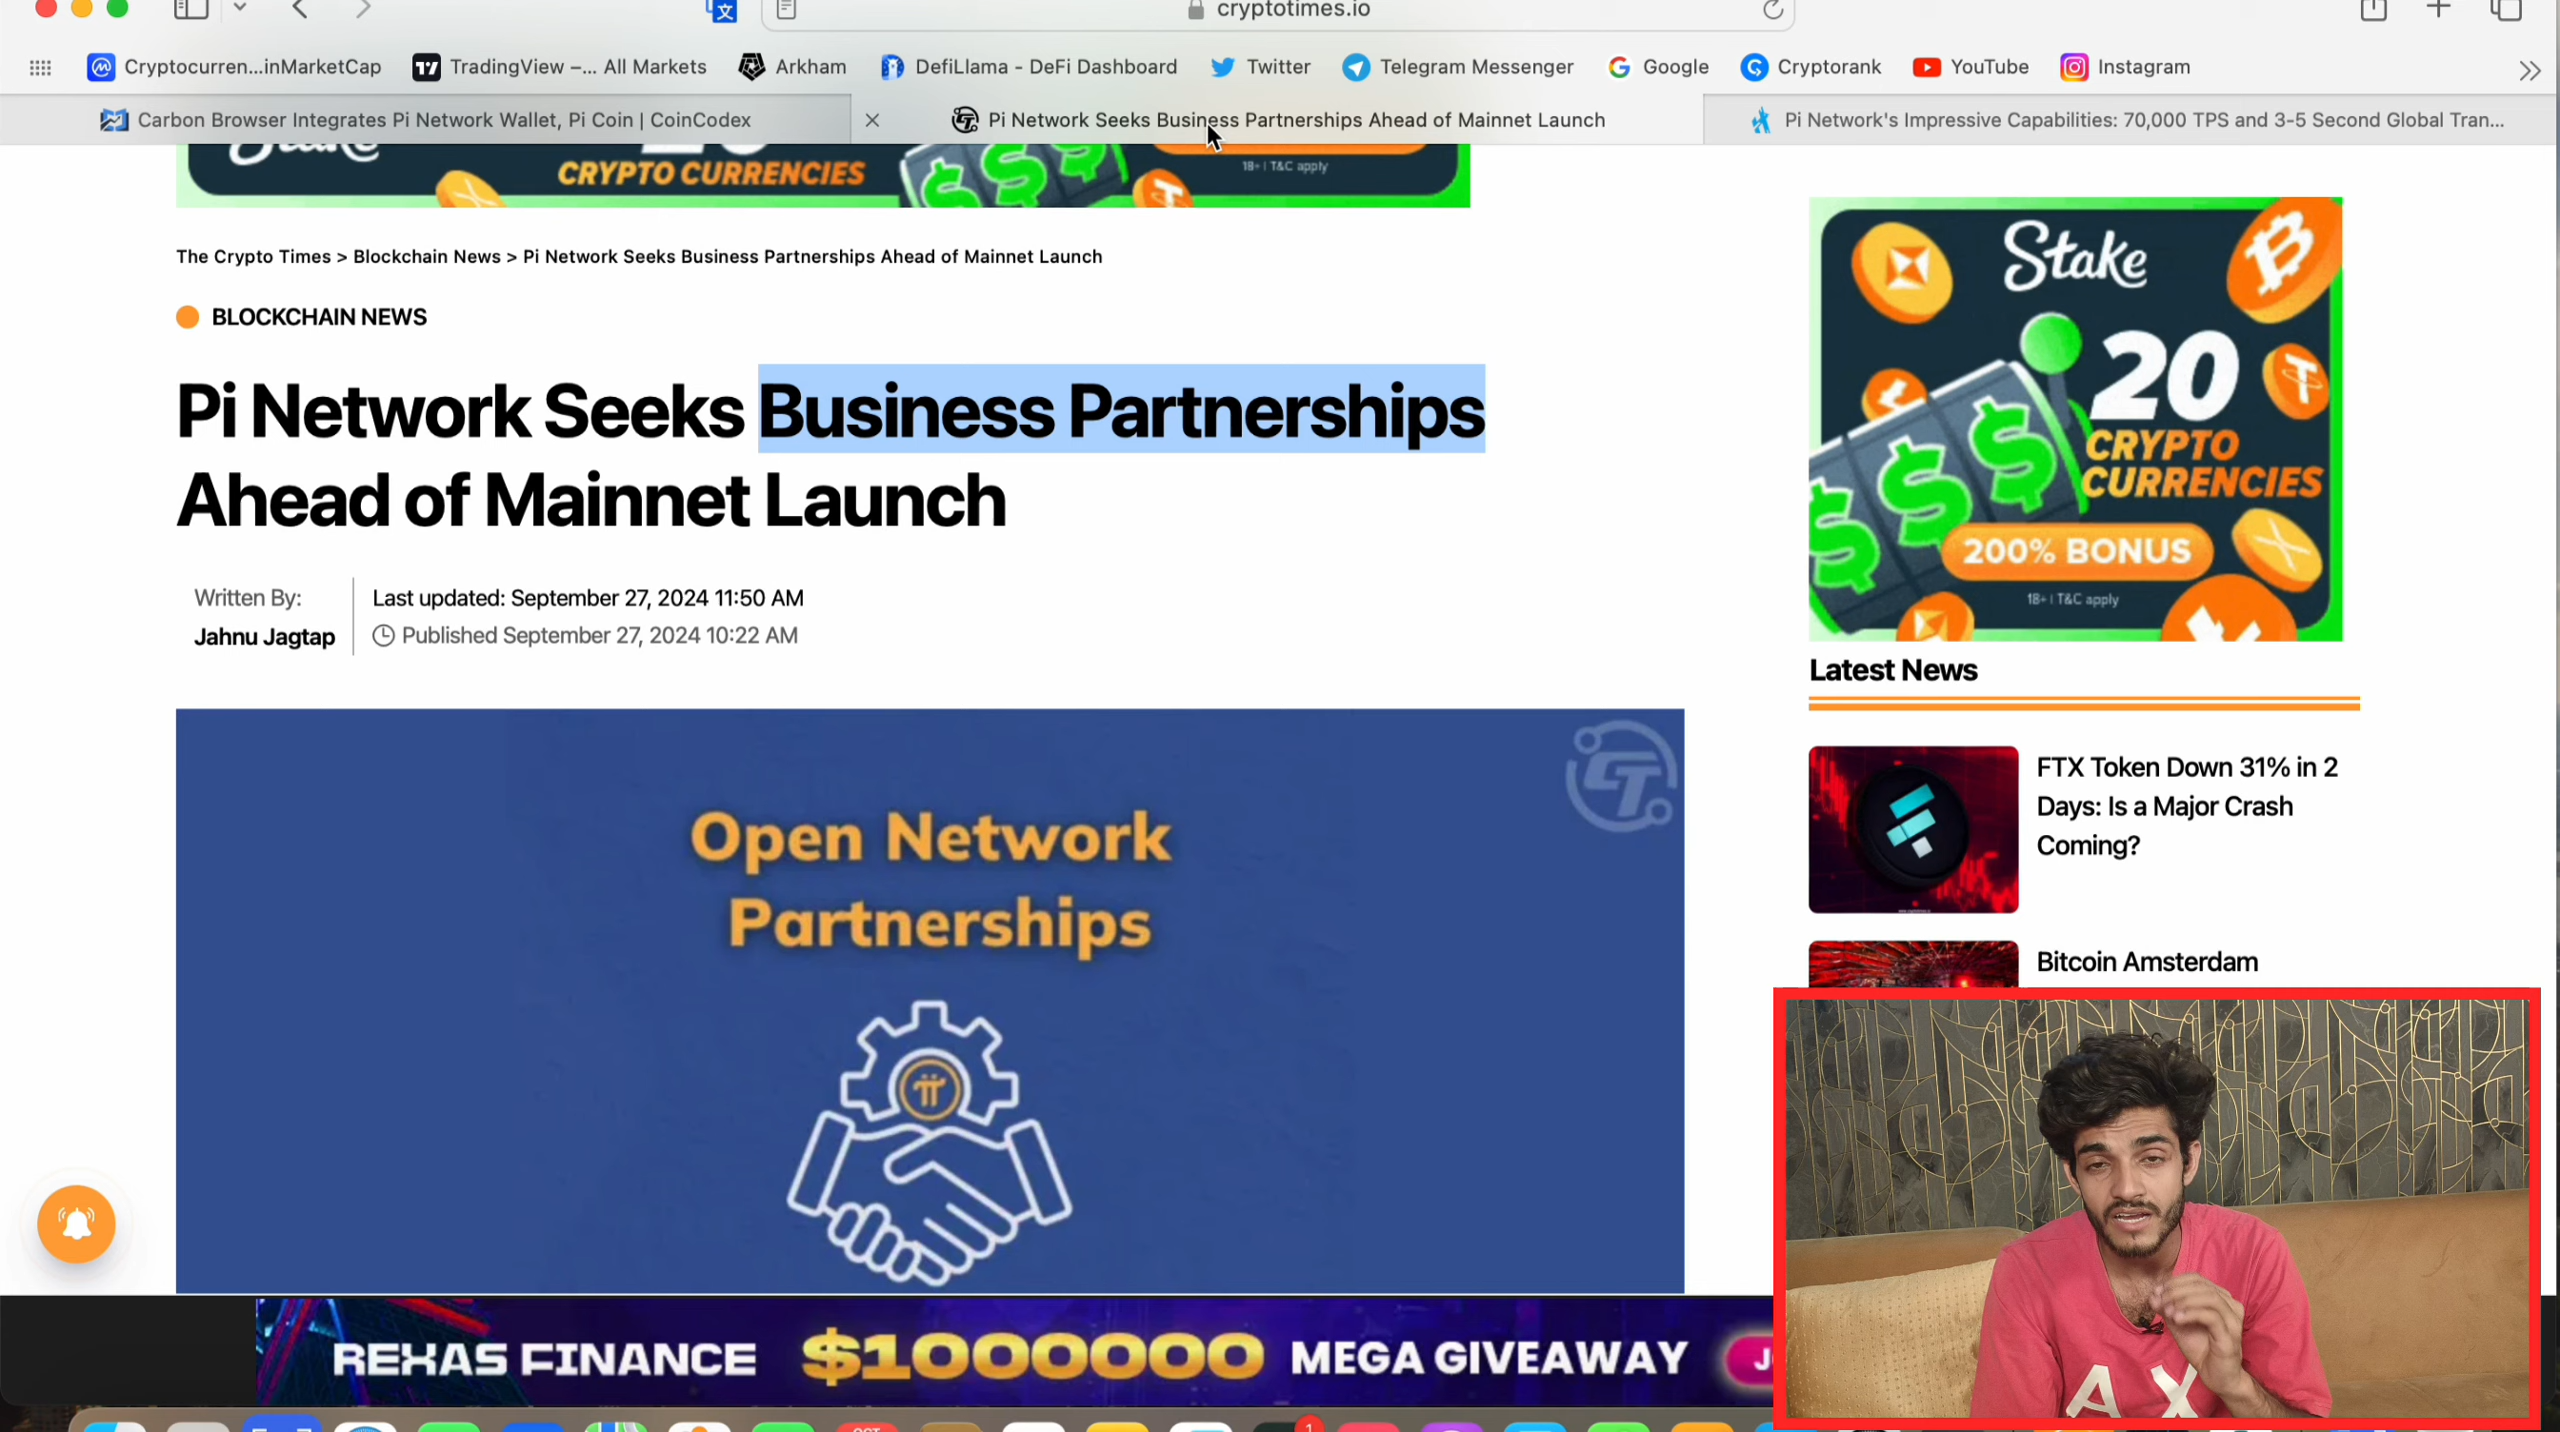 cryptotimes.io
Cryptocurren...inMarketCap
TradingView –... All Markets
Arkham
DefiLlama - DeFi Dashboard
Twitter
Telegram Messenger
Google
Cryptorank
YouTube
Instagram
Carbon Browser Integrates Pi Network Wallet, Pi Coin | CoinCodex
Pi Network Seeks Business Partnerships Ahead of Mainnet Launch
Pi Network's Impressive Capabilities: 70,000 TPS and 3-5 Second Global Tran...
Stake
CRYPTO CURRENCIES
18+ | T&C apply
The Crypto Times > Blockchain News > Pi Network Seeks Business Partnerships Ahead of Mainnet Launch
BLOCKCHAIN NEWS
Pi Network Seeks Business Partnerships
Ahead of Mainnet Launch
Written By:
Jahnu Jagtap
Last updated: September 27, 2024 11:50 AM
Published September 27, 2024 10:22 AM
Open Network
Partnerships
Stake
20
CRYPTO
CURRENCIES
200% BONUS
18+ | T&C apply
Latest News
FTX Token Down 31% in 2
Days: Is a Major Crash
Coming?
Bitcoin Amsterdam
REXAS FINANCE $1000000 MEGA GIVEAWAY
A X
OCT
1